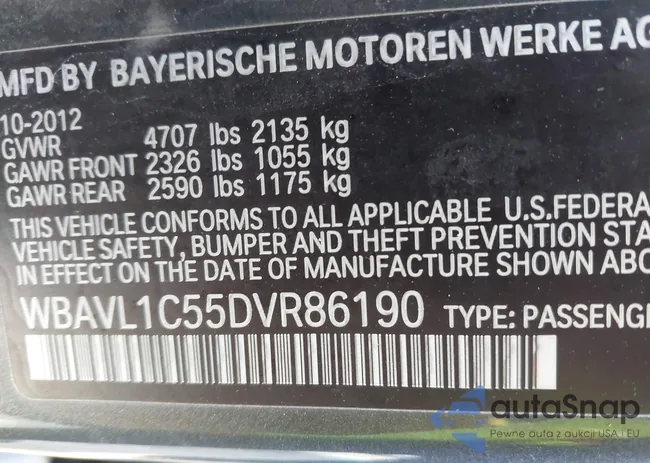 MFD BY BAYERISCHE MOTOREN WERKE AG
10-2012
GVWR 4707 lbs 2135 kg
GAWR FRONT 2326 lbs 1055 kg
GAWR REAR 2590 lbs 1175 kg
THIS VEHICLE CONFORMS TO ALL APPLICABLE U.S.FEDERA
VEHICLE SAFETY, BUMPER AND THEFT PREVENTION STA
IN EFFECT ON THE DATE OF MANUFACTURE SHOWN ABO
WBAVL1C55DVR86190 TYPE: PASSENG
autoSnap
Pewne auta z aukcji USA i EU